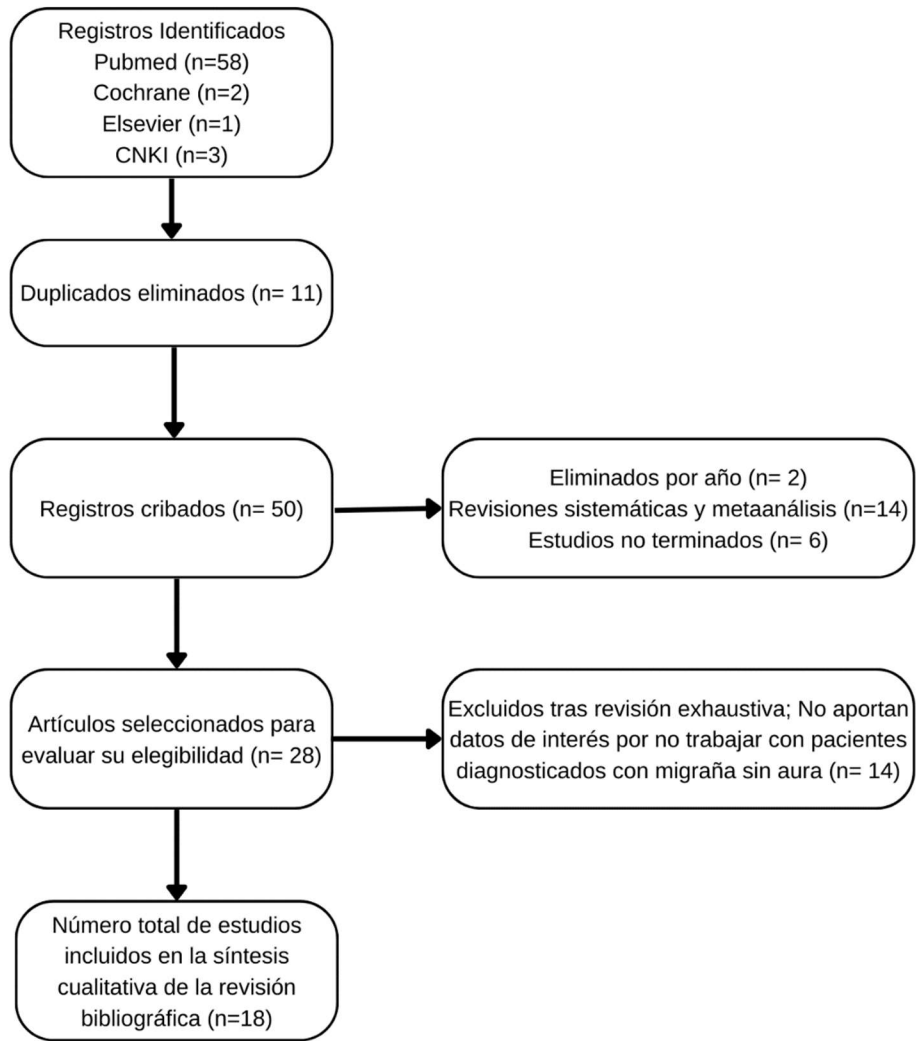 Registros Identificados
Pubmed (n=58)
Cochrane (n=2)
Elsevier (n=1)
CNKI (n=3)
Duplicados eliminados (n= 11)
Registros cribados (n= 50)
Eliminados por año (n= 2)
Revisiones sistemáticas y metaanálisis (n=14)
Estudios no terminados (n= 6)
Artículos seleccionados para
evaluar su elegibilidad (n= 28)
Excluidos tras revisión exhaustiva; No aportan
datos de interés por no trabajar con pacientes
diagnosticados con migraña sin aura (n= 14)
Número total de estudios
incluidos en la síntesis
cualitativa de la revisión
bibliográfica (n=18)